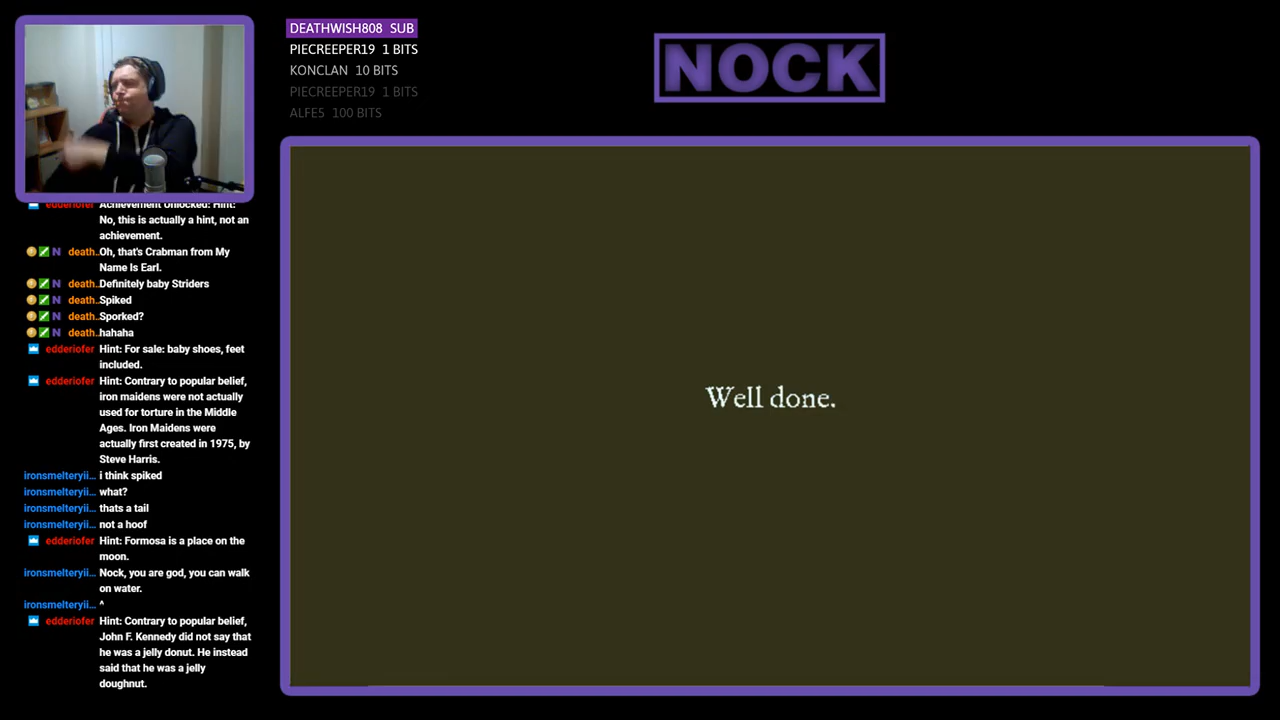 DEATHWISH808 SUB
PIECREEPER19 1 BITS
KONCLAN 10 BITS
PIECREEPER19 1 BITS
ALFE5 100 BITS
NOCK
edderiofer Achievement Unlocked: Hint:
No, this is actually a hint, not an
achievement.
N death.. Oh, that's Crabman from My
Name Is Earl.
N death.. Definitely baby Striders
N death.. Spiked
N death.. Sporked?
N death.. hahaha
edderiofer Hint: For sale: baby shoes, feet
included.
edderiofer Hint: Contrary to popular belief,
iron maidens were not actually
used for torture in the Middle
Ages. Iron Maidens were
actually first created in 1975, by
Steve Harris.
ironsmelteryii... i think spiked
ironsmelteryii... what?
ironsmelteryii... thats a tail
ironsmelteryii... not a hoof
edderiofer Hint: Formosa is a place on the
moon.
ironsmelteryii... Nock, you are god, you can walk
on water.
ironsmelteryii... ^
edderiofer Hint: Contrary to popular belief,
John F. Kennedy did not say that
he was a jelly donut. He instead
said that he was a jelly
doughnut.
Well done.